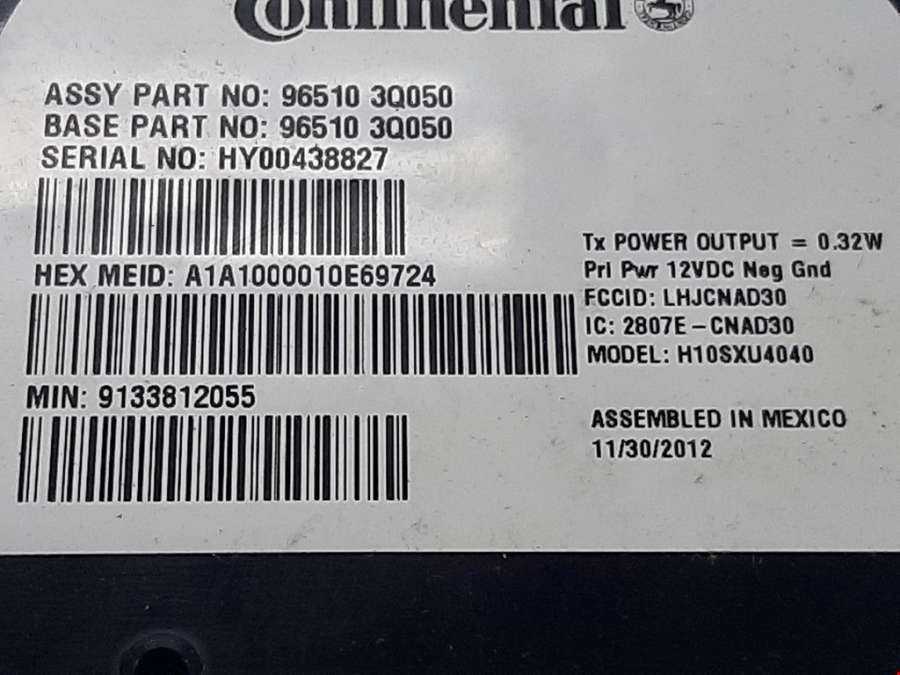 Continental
ASSY PART NO: 96510 3Q050
BASE PART NO: 96510 3Q050
SERIAL NO: HY00438827
HEX MEID: A1A1000010E69724
MIN: 9133812055
Tx POWER OUTPUT = 0.32W
Pri Pwr 12VDC Neg Gnd
FCCID: LHJCNAD30
IC: 2807E-CNAD30
MODEL: H10SXU4040
ASSEMBLED IN MEXICO
11/30/2012